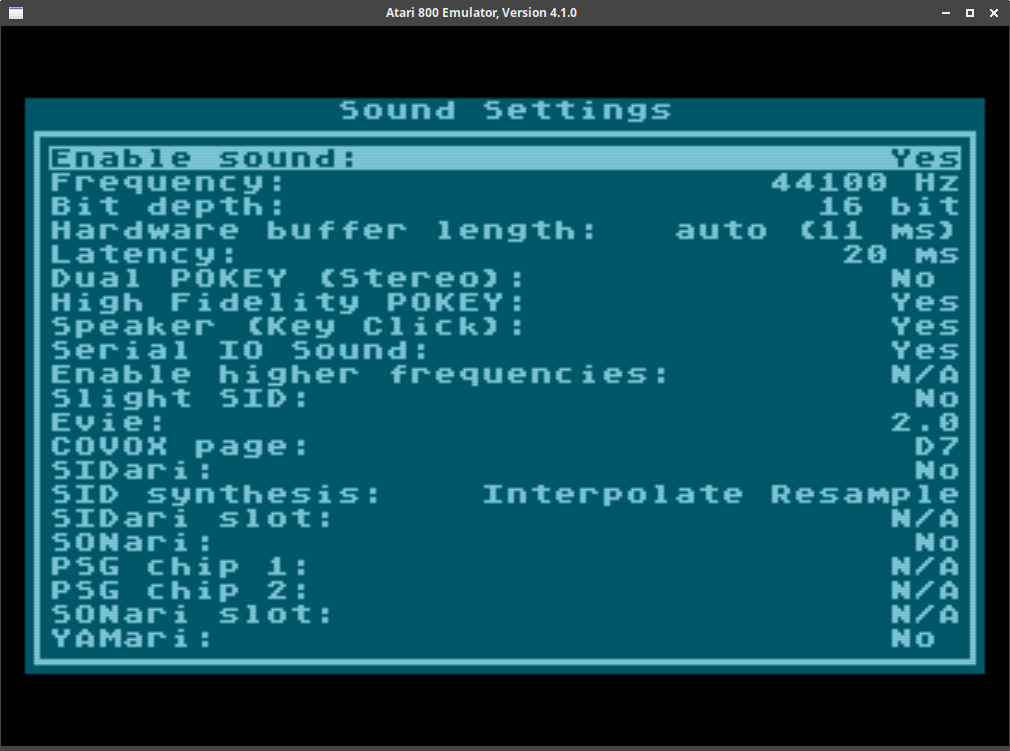 Atari 800 Emulator, Version 4.1.0
Sound Settings
Enable sound: Yes
Frequency: 44100 Hz
Bit depth: 16 bit
Hardware buffer length: auto (11 ms)
Latency: 20 ms
Dual POKEY (Stereo): No
High Fidelity POKEY: Yes
Speaker (Key Click): Yes
Serial IO Sound: Yes
Enable higher frequencies: N/A
Slight SID: No
Evie: 2.0
COVOX page: D7
SIDari: No
SID synthesis: Interpolate Resample
SIDari slot: N/A
SONari: No
PSG chip 1: N/A
PSG chip 2: N/A
SONari slot: N/A
YAMari: No